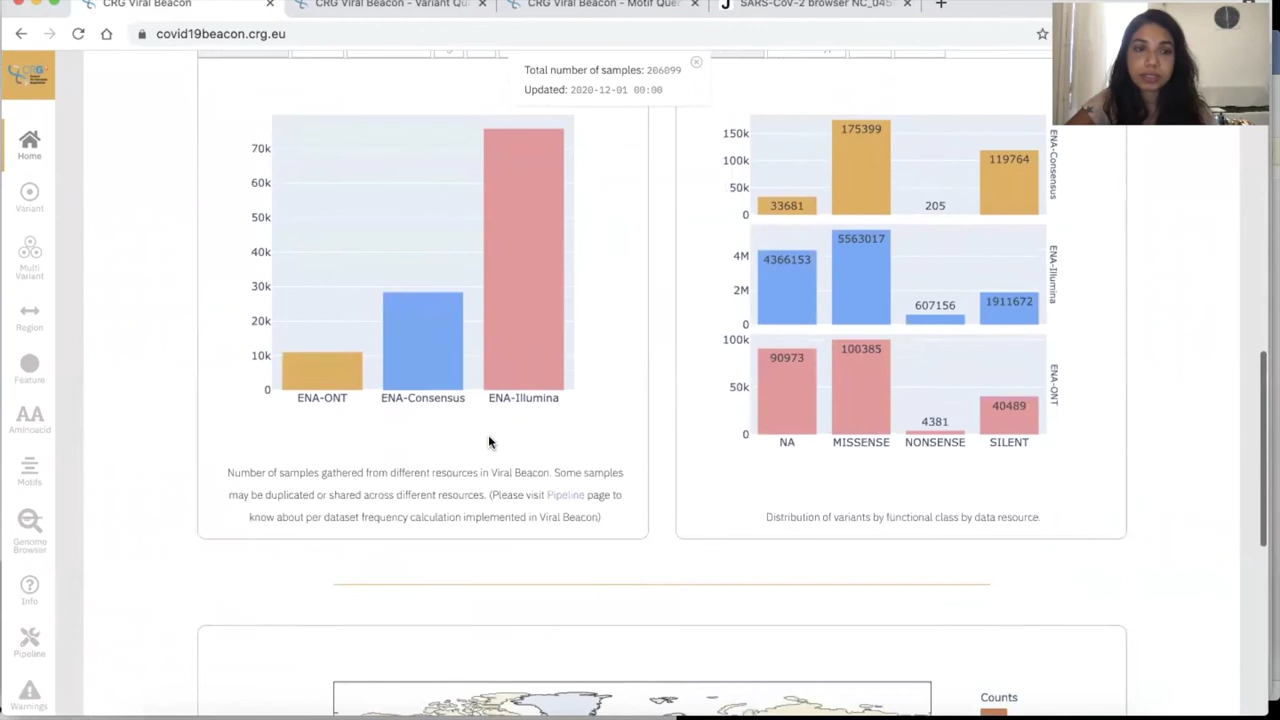 CRG Viral Beacon
CRG Viral Beacon - Variant Qu
CRG Viral Beacon - Motif Quer
SARS-CoV-2 browser NC_045
covid19beacon.crg.eu
CRG
Home
Variant
Multi
Variant
Region
Feature
AA
Aminoacid
Motifs
Genome
Browser
Info
Pipeline
Warnings
Total number of samples: 206099
Updated: 2020-12-01 00:00
70k
60k
50k
40k
30k
20k
10k
0
ENA-ONT
ENA-Consensus
ENA-Illumina
Number of samples gathered from different resources in Viral Beacon. Some samples
may be duplicated or shared across different resources. (Please visit Pipeline page to
know about per dataset frequency calculation implemented in Viral Beacon)
150k
100k
50k
0
33681
175399
205
119764
ENA-Consensus
4M
2M
0
4366153
5563017
607156
1911672
ENA-Illumina
100k
50k
0
90973
100385
4381
40489
ENA-ONT
NA
MISSENSE
NONSENSE
SILENT
Distribution of variants by functional class by data resource.
Counts